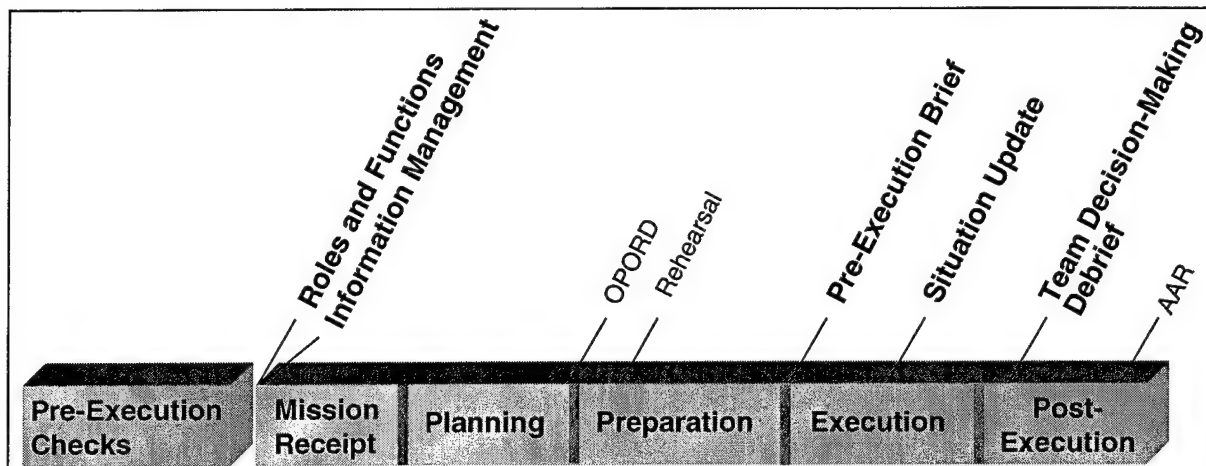 Roles and Functions
Information Management
OPORD
Rehearsal
Pre-Execution Brief
Situation Update
Team Decision-Making
Debrief
AAR
Pre-Execution
Checks
Mission
Receipt
Planning
Preparation
Execution
Post-
Execution